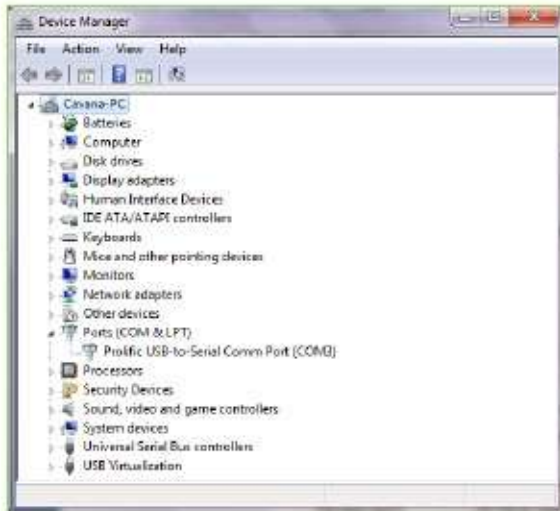 Device Manager
File Action View Help
Cavana-PC
Batteries
Computer
Disk drives
Display adapters
Human Interface Devices
IDE ATA/ATAPI controllers
Keyboards
Mice and other pointing devices
Monitors
Network adapters
Other devices
Ports (COM & LPT)
Prolific USB-to-Serial Comm Port (COM3)
Processors
Security Devices
Sound, video and game controllers
System devices
Universal Serial Bus controllers
USB Virtualization